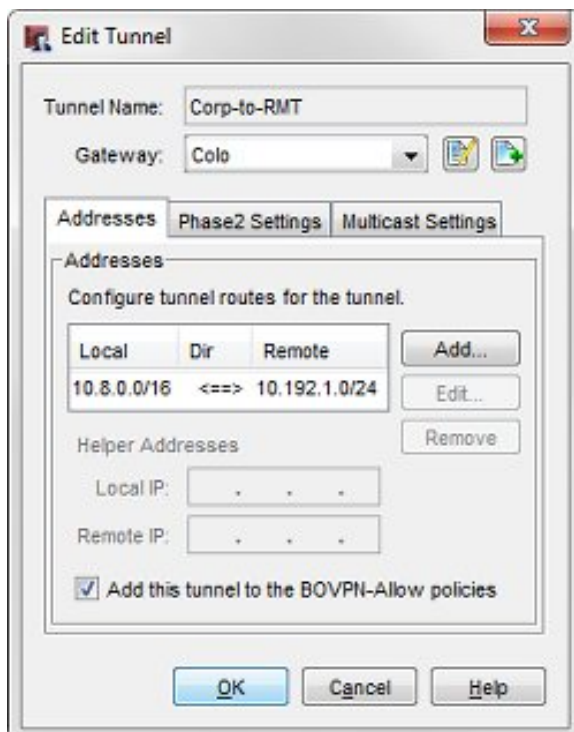 Edit Tunnel
Tunnel Name: Corp-to-RMT
Gateway: Colo
Addresses Phase2 Settings Multicast Settings
Addresses
Configure tunnel routes for the tunnel.
Local Dir Remote Add...
10.8.0.0/16 <==> 10.192.1.0/24 Edit...
Remove
Helper Addresses
Local IP: . . .
Remote IP: . . .
Add this tunnel to the BOVPN-Allow policies
OK Cancel Help